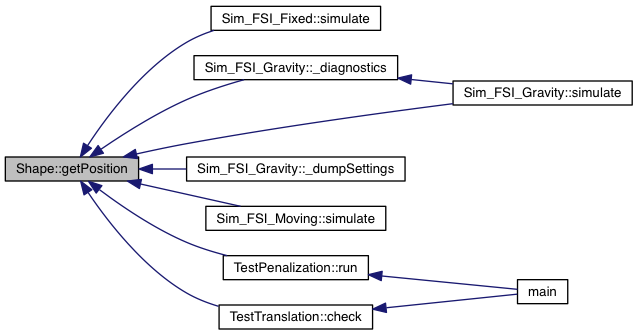 Sim_FSI_Fixed::simulate
Sim_FSI_Gravity::_diagnostics
Sim_FSI_Gravity::simulate
Shape::getPosition
Sim_FSI_Gravity::_dumpSettings
Sim_FSI_Moving::simulate
TestPenalization::run
main
TestTranslation::check